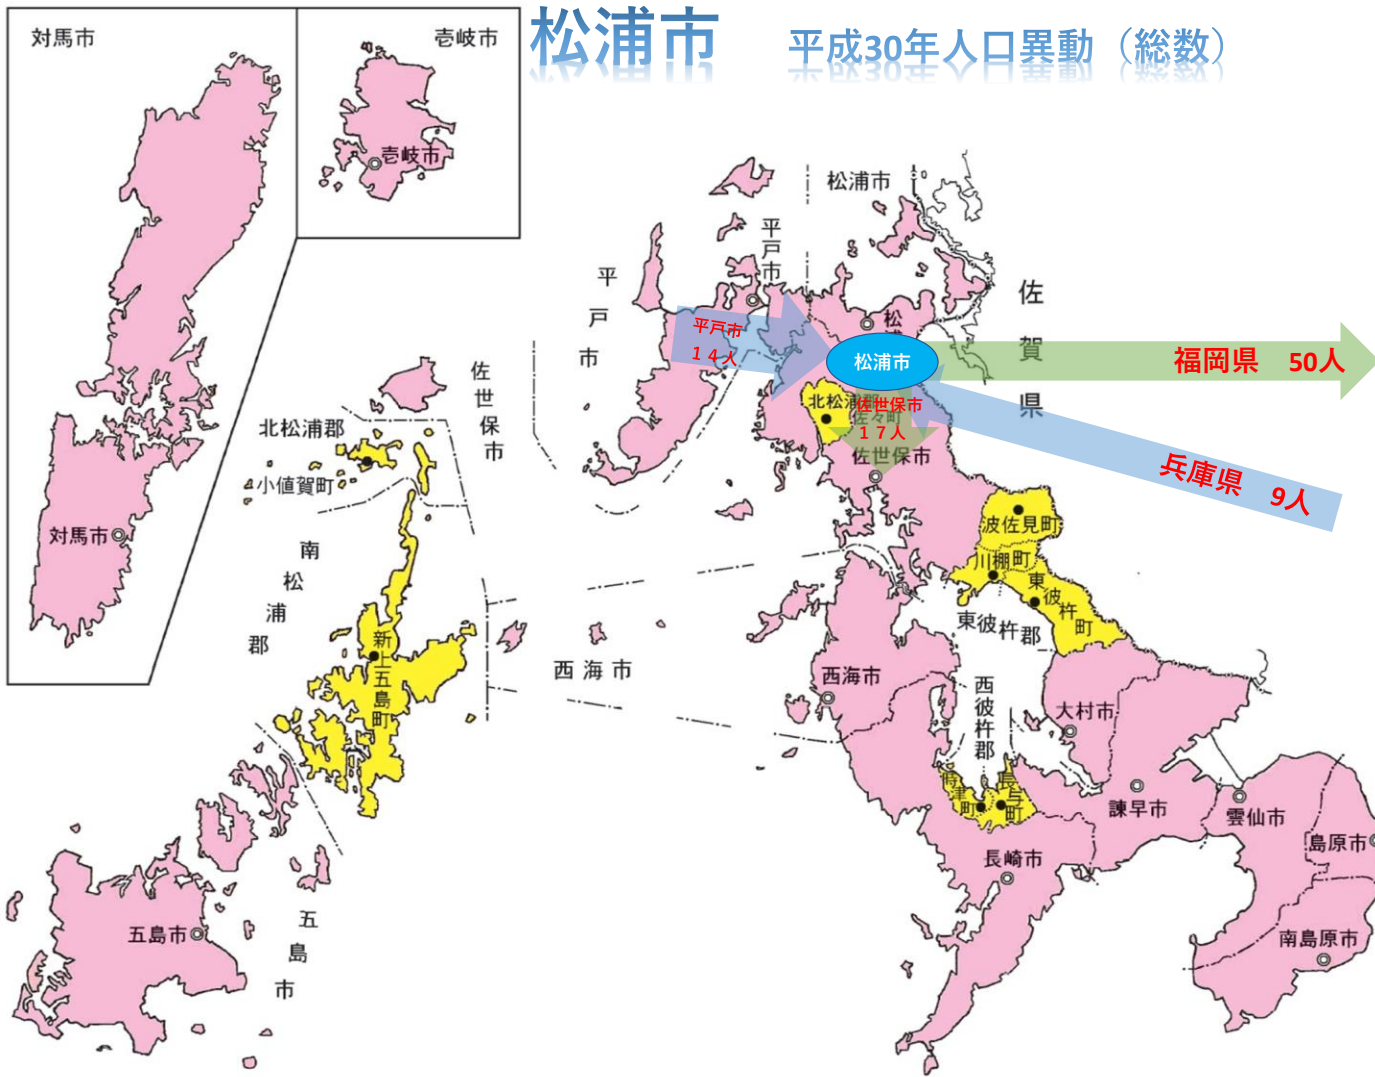 松浦市 平成30年人口異動（総数）
対馬市
壱岐市
壱岐市
対馬市
松浦市
平戸市
平戸市
佐賀県
平戸市
１４人
松浦市
福岡県 50人
北松浦郡
佐々町
佐世保市
１７人
佐世保市
兵庫県 9人
佐世保市
北松浦郡
小値賀町
南松浦郡
新上五島町
波佐見町
川棚町
東彼杵町
東彼杵郡
西海市
西海市
西彼杵郡
大村市
時津町
長与町
諫早市
雲仙市
島原市
長崎市
南島原市
五島市
五島市